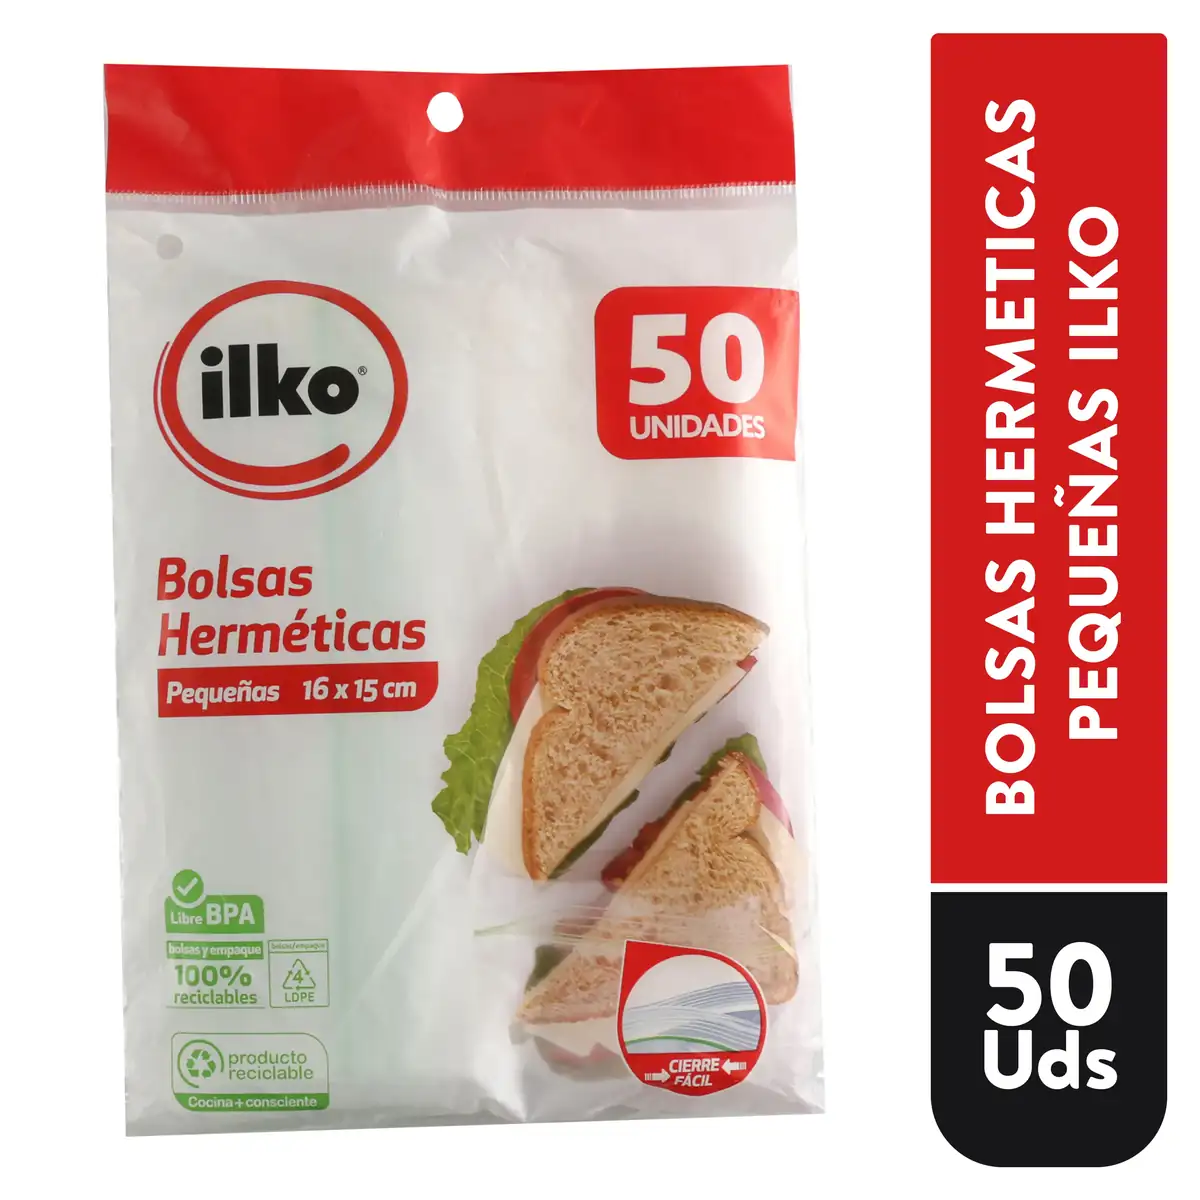 ilko®
50
UNIDADES
Bolsas
Herméticas
Pequeñas 16 x 15 cm
Libre BPA
bolsas y empaque
100%
reciclables
bolsas/empaque
4
LDPE
producto
reciclable
Cocina+consciente
CIERRE
FÁCIL
BOLSAS HERMETICAS
PEQUEÑAS ILKO
50
Uds